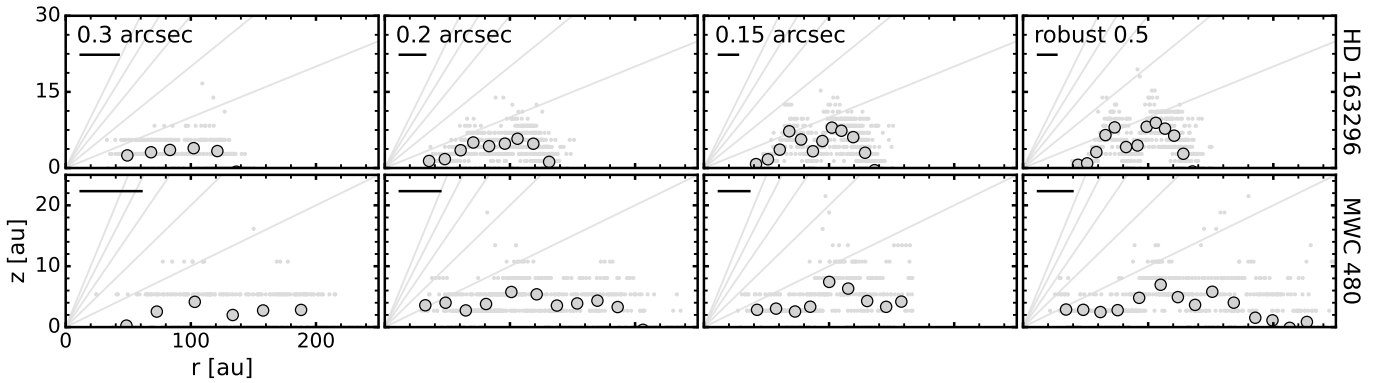 30
15
0
0.3 arcsec
0.2 arcsec
0.15 arcsec
robust 0.5
HD 163296
20
10
0
z [au]
MWC 480
0 100 200
r [au]